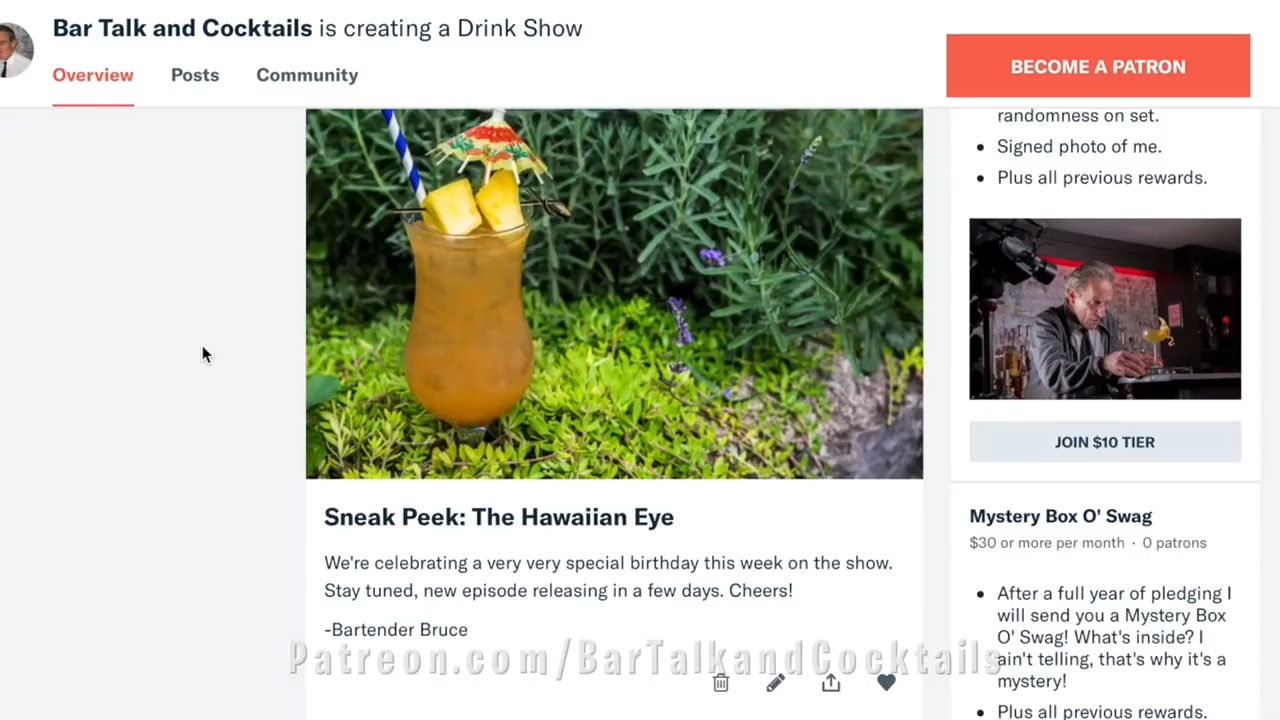 Bar Talk and Cocktails is creating a Drink Show
Overview Posts Community
BECOME A PATRON
randomness on set.
• Signed photo of me.
• Plus all previous rewards.
JOIN $10 TIER
Sneak Peek: The Hawaiian Eye
We're celebrating a very very special birthday this week on the show.
Stay tuned, new episode releasing in a few days. Cheers!
-Bartender Bruce
Mystery Box O' Swag
$30 or more per month · 0 patrons
• After a full year of pledging I
will send you a Mystery Box
O' Swag! What's inside? I
ain't telling, that's why it's a
mystery!
• Plus all previous rewards.
Patreon.com/BarTalkandCocktails